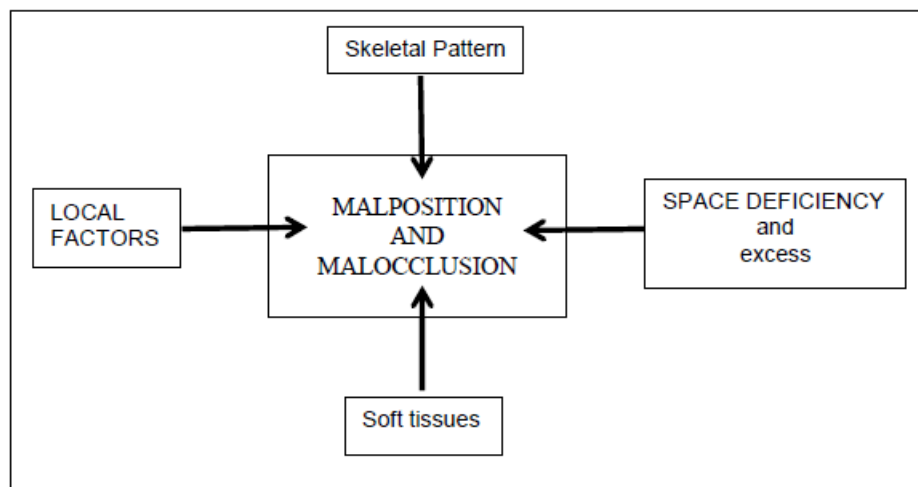 Skeletal Pattern
LOCAL
FACTORS
MALPOSITION
AND
MALOCCLUSION
SPACE DEFICIENCY
and
excess
Soft tissues